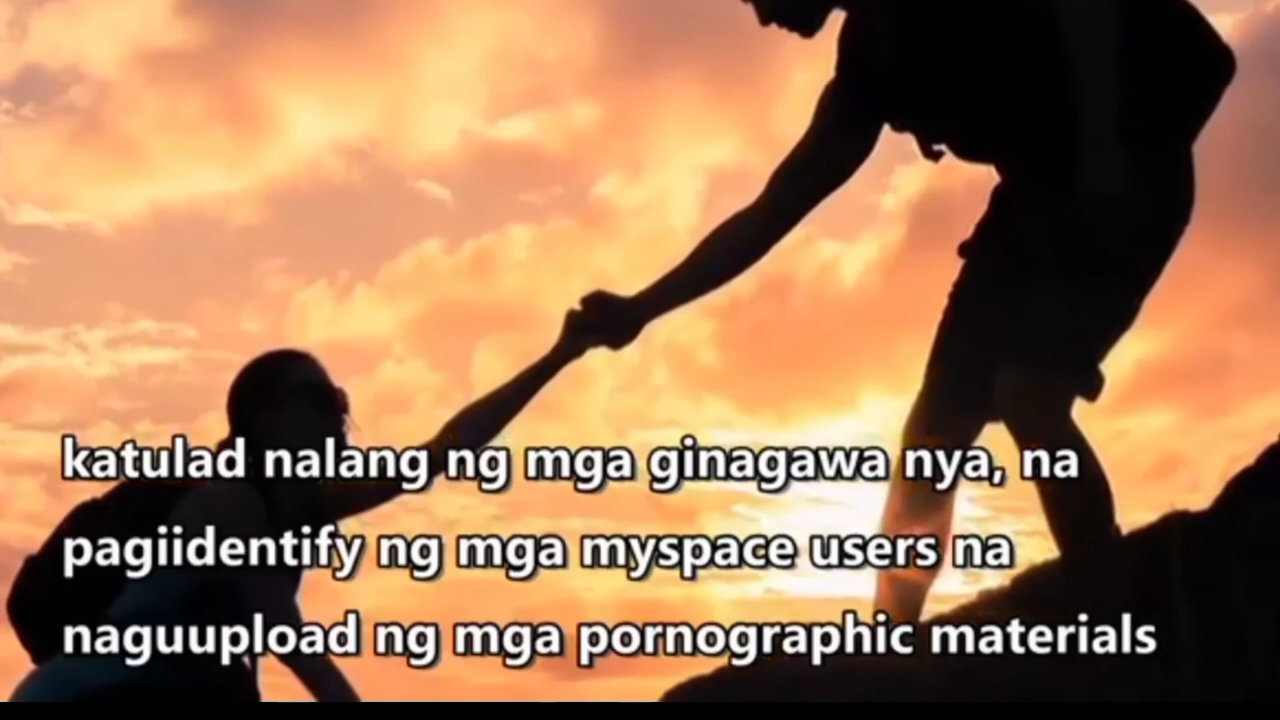 katulad nalang ng mga ginagawa nya, na
pagiidentify ng mga myspace users na
naguupload ng mga pornographic materials